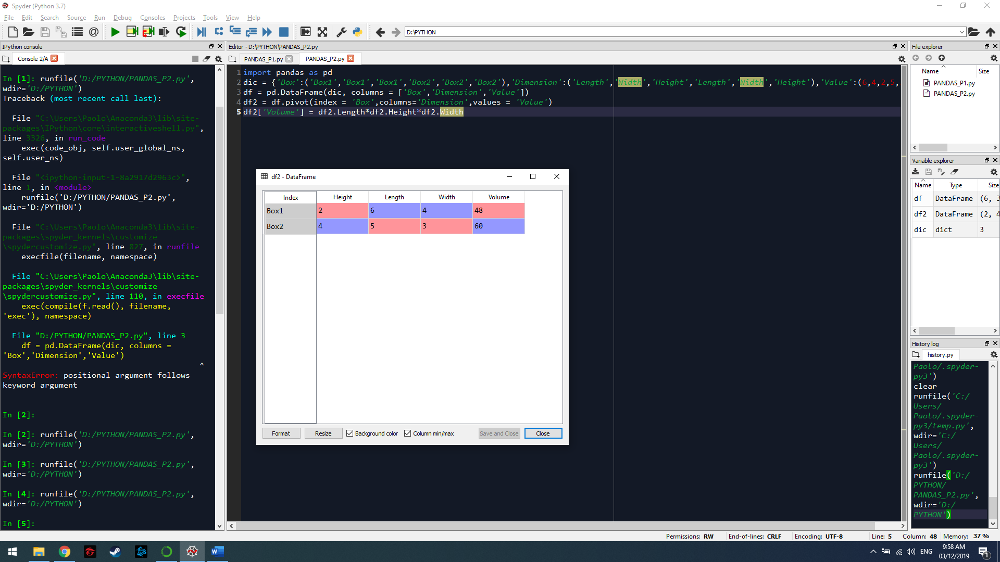 Spyder (Python 3.7)
File Edit Search Source Run Debug Consoles Projects Tools View Help
D:\PYTHON
IPython console
Console 2/A
In [1]: runfile('D:/PYTHON/PANDAS_P2.py',
wdir='D:/PYTHON')
Traceback (most recent call last):
File "C:\Users\Paolo\Anaconda3\lib\site-
packages\IPython\core\interactiveshell.py",
line 3326, in run_code
exec(code_obj, self.user_global_ns,
self.user_ns)
File "<ipython-input-1-8a2917d2963c>",
line 1, in <module>
runfile('D:/PYTHON/PANDAS_P2.py',
wdir='D:/PYTHON')
File "C:\Users\Paolo\Anaconda3\lib\site-
packages\spyder_kernels\customize
\spydercustomize.py", line 827, in runfile
execfile(filename, namespace)
File "C:\Users\Paolo\Anaconda3\lib\site-
packages\spyder_kernels\customize
\spydercustomize.py", line 110, in execfile
exec(compile(f.read(), filename,
'exec'), namespace)
File "D:/PYTHON/PANDAS_P2.py", line 3
df = pd.DataFrame(dic, columns =
'Box','Dimension','Value')
^
SyntaxError: positional argument follows
keyword argument
In [2]:
In [2]: runfile('D:/PYTHON/PANDAS_P2.py',
wdir='D:/PYTHON')
In [3]: runfile('D:/PYTHON/PANDAS_P2.py',
wdir='D:/PYTHON')
In [4]: runfile('D:/PYTHON/PANDAS_P2.py',
wdir='D:/PYTHON')
In [5]:
Editor - D:\PYTHON\PANDAS_P2.py
PANDAS_P1.py PANDAS_P2.py
1 import pandas as pd
2 dic = {'Box':('Box1','Box1','Box1','Box2','Box2','Box2'),'Dimension':('Length','Width','Height','Length','Width','Height'),'Value':(6,4,2,5,
3 df = pd.DataFrame(dic, columns = ['Box','Dimension','Value'])
4 df2 = df.pivot(index = 'Box',columns='Dimension',values = 'Value')
5 df2['Volume'] = df2.Length*df2.Height*df2.Width
df2 - DataFrame
Index Height Length Width Volume
Box1 2 6 4 48
Box2 4 5 3 60
Format Resize Background color Column min/max Save and Close Close
File explorer
Name Size
PANDAS_P1.py
PANDAS_P2.py
Variable explorer
Name Type Size
df DataFrame (6, 3
df2 DataFrame (2, 4
dic dict 3
History log
history.py
Paolo/.spyder-
py3')
clear
runfile('C:/
Users/
Paolo/.spyder-
py3/temp.py',
wdir='C:/
Users/
Paolo/.spyder-
py3')
runfile('D:/
PYTHON/
PANDAS_P2.py',
wdir='D:/
PYTHON')
Permissions: RW End-of-lines: CRLF Encoding: UTF-8 Line: 5 Column: 48 Memory: 37 %
ENG
9:58 AM
03/12/2019
1